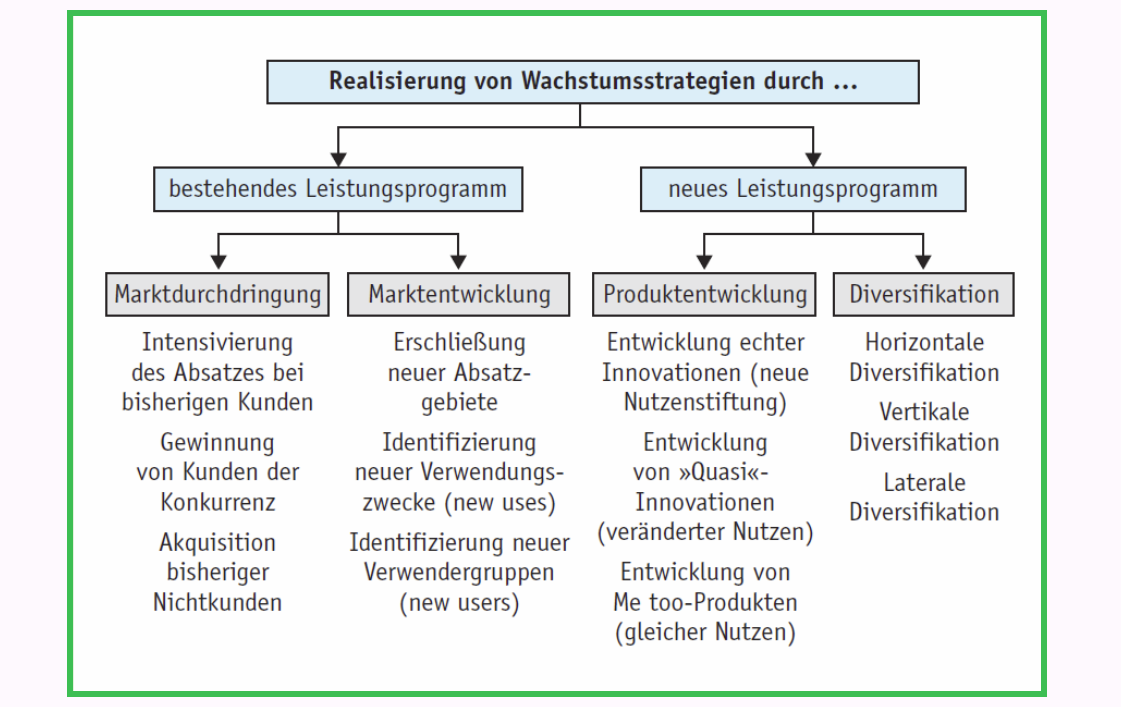 Realisierung von Wachstumsstrategien durch ...
bestehendes Leistungsprogramm
neues Leistungsprogramm
Marktdurchdringung
Intensivierung
des Absatzes bei
bisherigen Kunden
Gewinnung
von Kunden der
Konkurrenz
Akquisition
bisheriger
Nichtkunden
Marktentwicklung
Erschließung
neuer Absatz-
gebiete
Identifizierung
neuer Verwendungs-
zwecke (new uses)
Identifizierung neuer
Verwendergruppen
(new users)
Produktentwicklung
Entwicklung echter
Innovationen (neue
Nutzenstiftung)
Entwicklung
von »Quasi«-
Innovationen
(veränderter Nutzen)
Entwicklung von
Me too-Produkten
(gleicher Nutzen)
Diversifikation
Horizontale
Diversifikation
Vertikale
Diversifikation
Laterale
Diversifikation